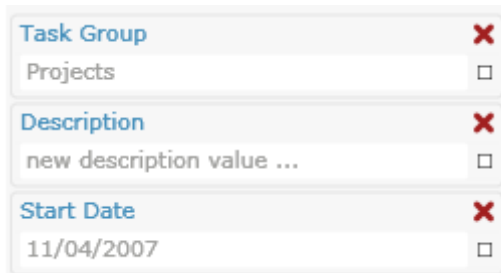 Task Group
Projects
Description
new description value ...
Start Date
11/04/2007